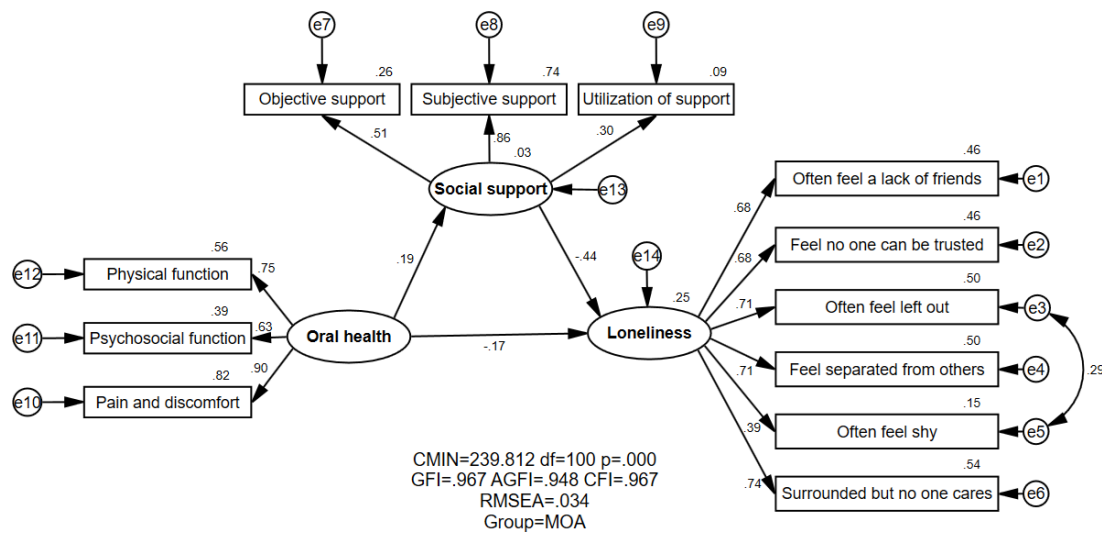 e7
e8
e9
.26
.74
.09
Objective support
Subjective support
Utilization of support
.51
.86
.30
.03
Social support
e13
.46
Often feel a lack of friends
e1
.68
.46
Feel no one can be trusted
e2
.68
.56
e12
Physical function
.75
.19
-.44
e14
.50
Often feel left out
e3
.71
.39
e11
Psychosocial function
.63
Oral health
.25
Loneliness
-.17
.50
Feel separated from others
e4
.71
.29
.82
e10
Pain and discomfort
.90
.15
Often feel shy
e5
.39
.54
Surrounded but no one cares
e6
.74
CMIN=239.812 df=100 p=.000
GFI=.967 AGFI=.948 CFI=.967
RMSEA=.034
Group=MOA